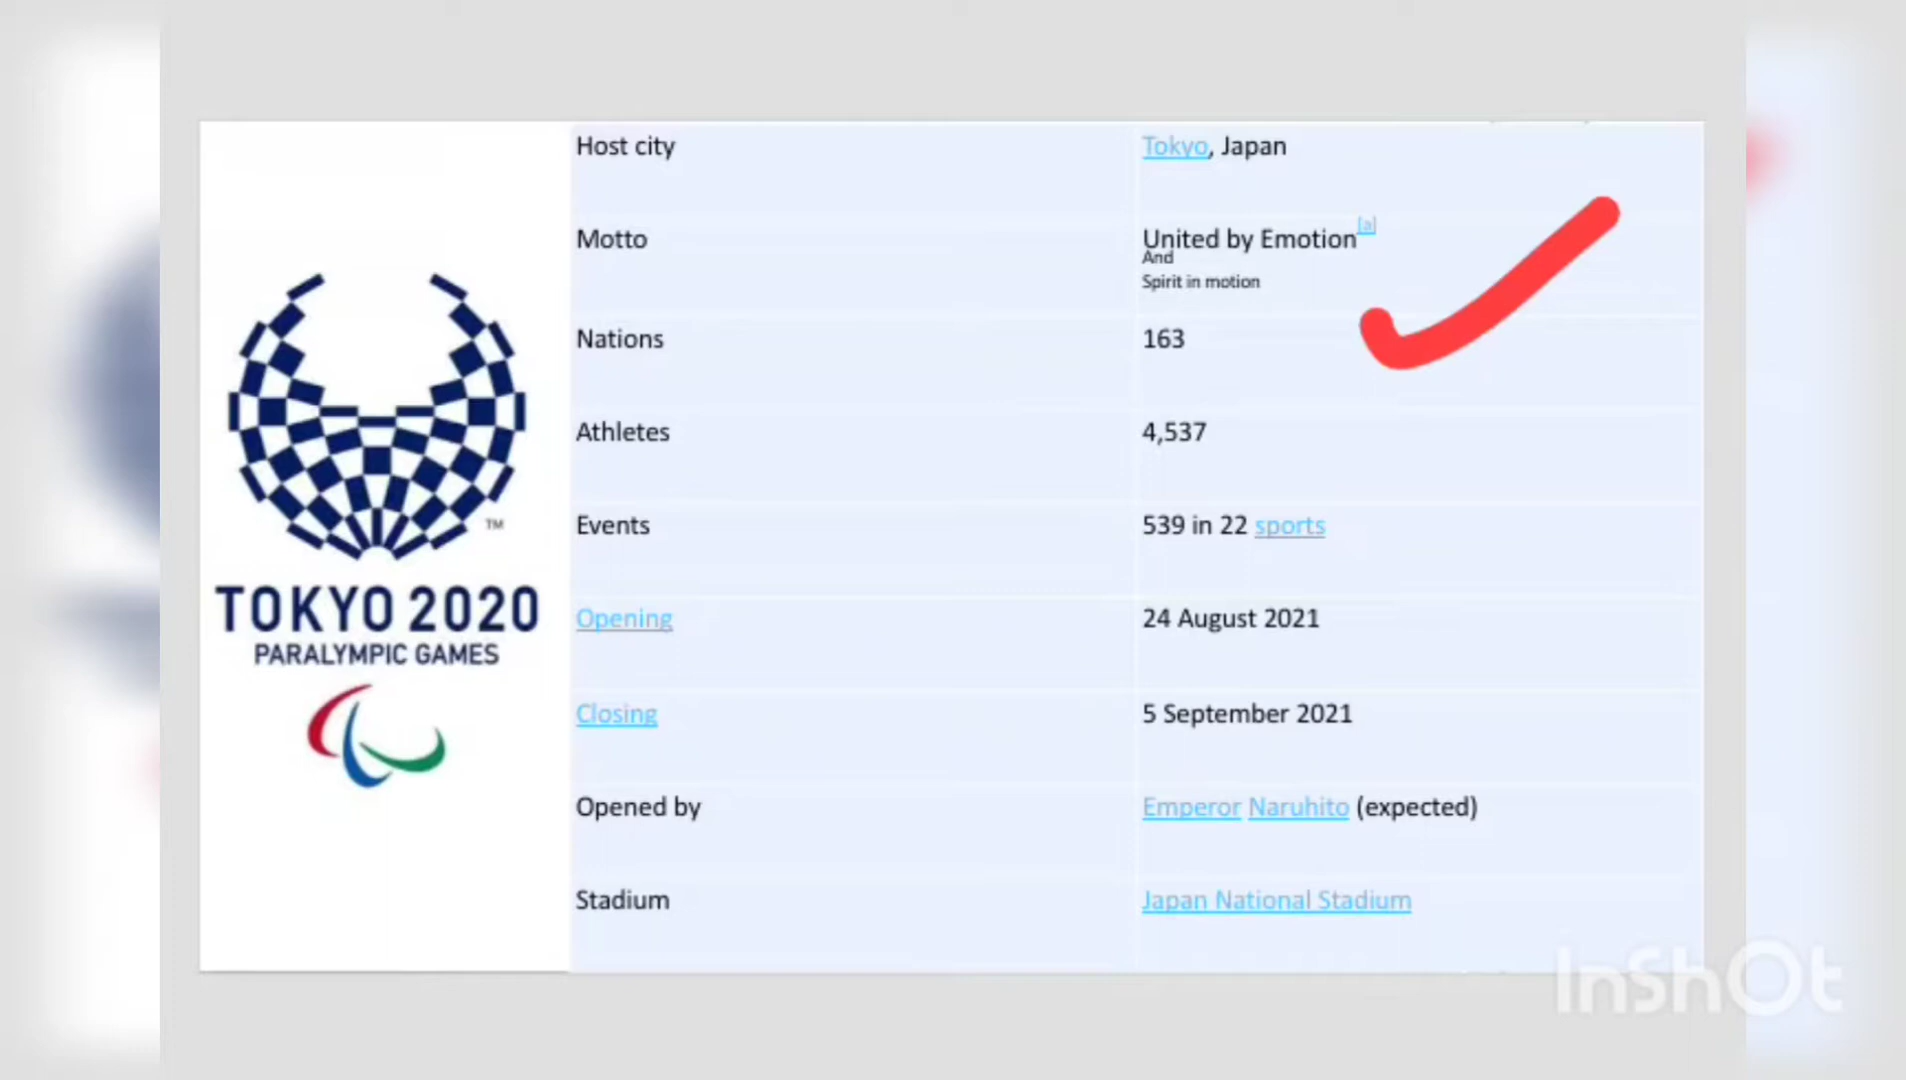 Host city
Tokyo, Japan
Motto
United by Emotion[a]
And
Spirit in motion
Nations
163
Athletes
4,537
Events
539 in 22 sports
Opening
24 August 2021
Closing
5 September 2021
Opened by
Emperor Naruhito (expected)
Stadium
Japan National Stadium
TM
TOKYO 2020
PARALYMPIC GAMES
InShOt